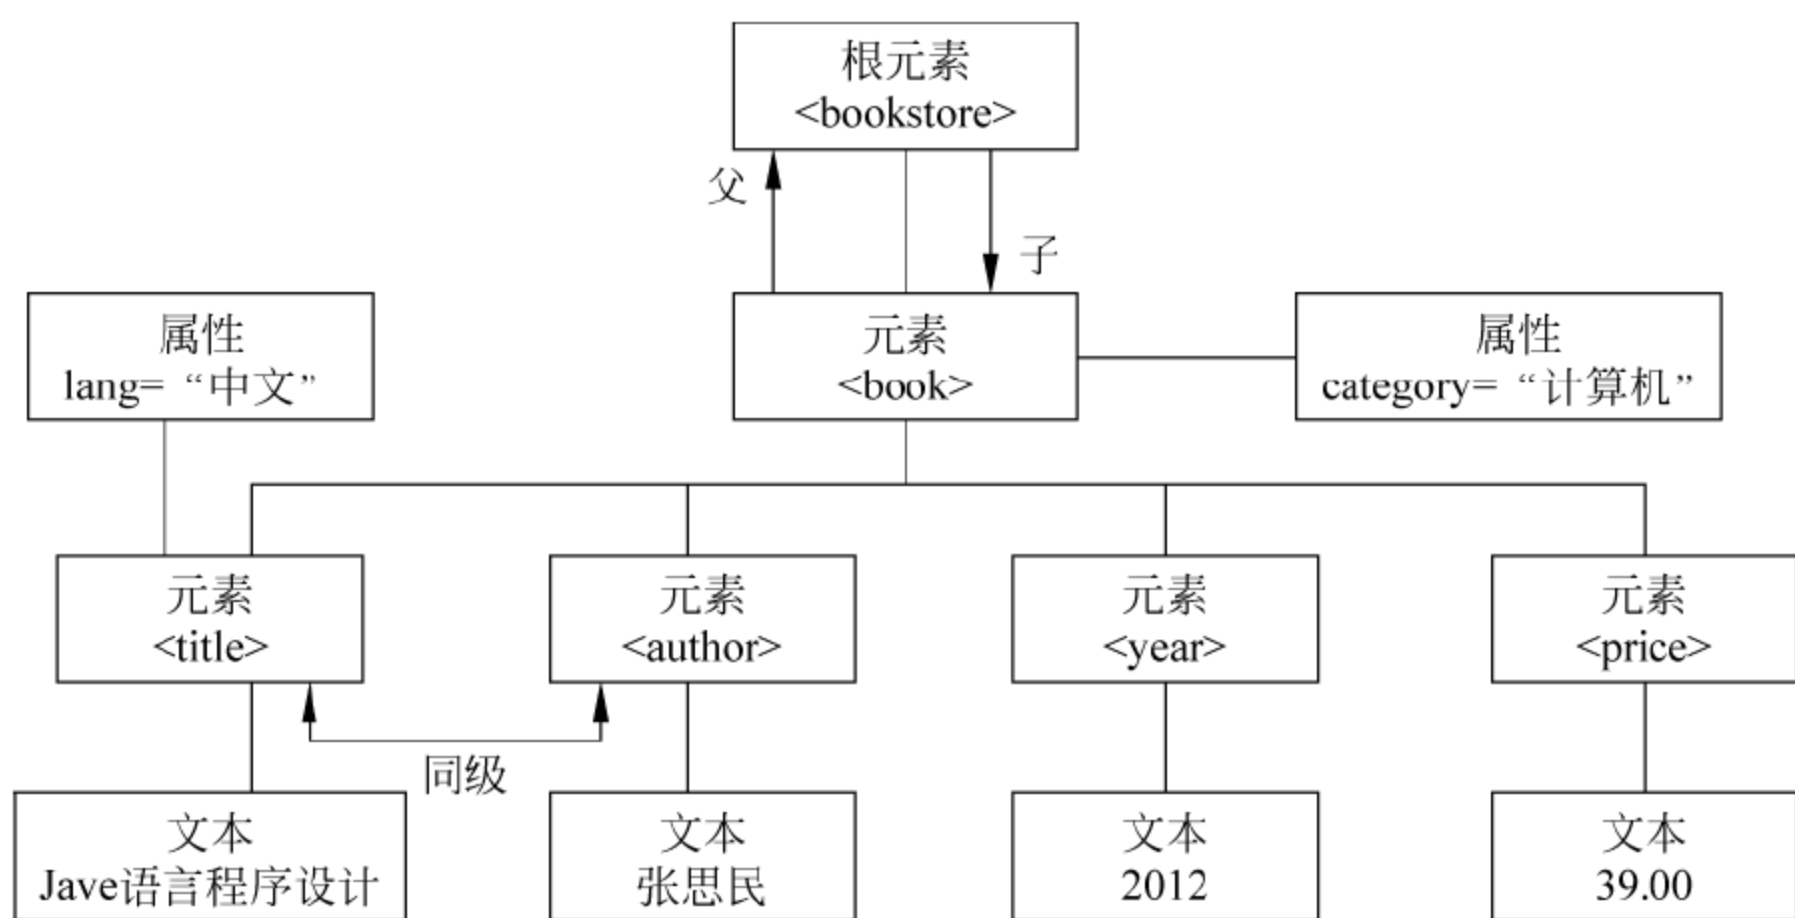 根元素
<bookstore>
父
子
属性
lang= “中文”
元素
<book>
属性
category= “计算机”
元素
<title>
元素
<author>
元素
<year>
元素
<price>
同级
文本
Jave语言程序设计
文本
张思民
文本
2012
文本
39.00